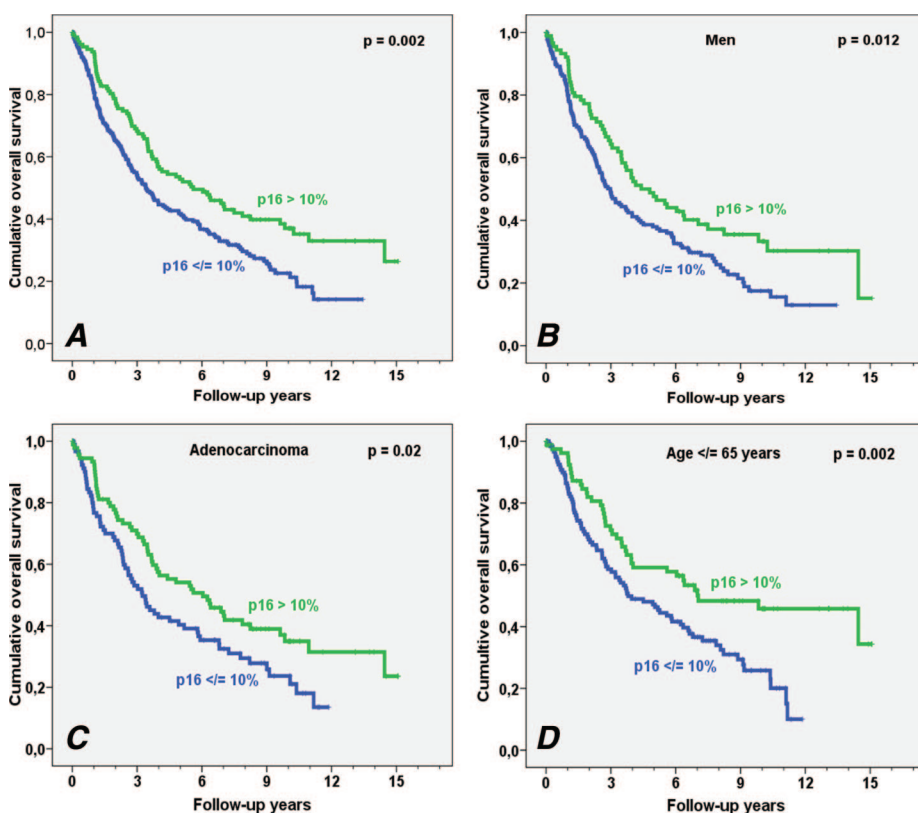 1,0
0,8
0,6
0,4
0,2
0,0
Cumulative overall survival
p = 0.002
p16 > 10%
p16 </= 10%
A
0 3 6 9 12 15
Follow-up years
1,0
0,8
0,6
0,4
0,2
0,0
Cumulative overall survival
Men
p = 0.012
p16 > 10%
p16 </= 10%
B
0 3 6 9 12 15
Follow-up years
1,0
0,8
0,6
0,4
0,2
0,0
Cumulative overall survival
Adenocarcinoma
p = 0.02
p16 > 10%
p16 </= 10%
C
0 3 6 9 12 15
Follow-up years
1,0
0,8
0,6
0,4
0,2
0,0
Cumultive overall survival
Age </= 65 years
p = 0.002
p16 > 10%
p16 </= 10%
D
0 3 6 9 12 15
Follow-up years